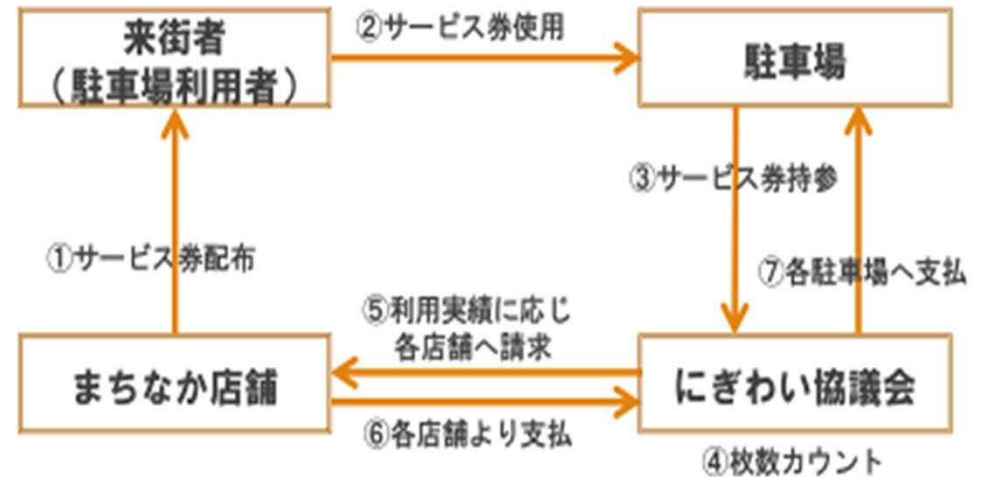 来街者
(駐車場利用者)
②サービス券使用
駐車場
③サービス券持参
①サービス券配布
⑦各駐車場へ支払
⑤利用実績に応じ
各店舗へ請求
まちなか店舗
にぎわい協議会
⑥各店舗より支払
④枚数カウント